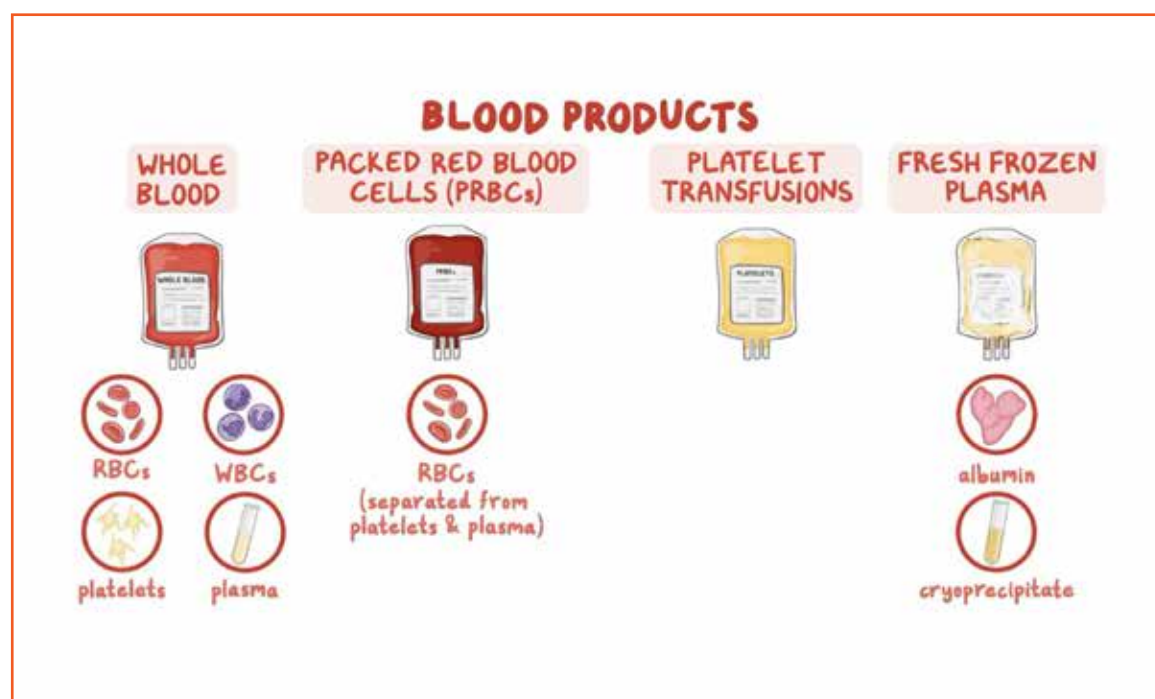 BLOOD PRODUCTS
WHOLE
BLOOD
PACKED RED BLOOD
CELLS (PRBCs)
PLATELET
TRANSFUSIONS
FRESH FROZEN
PLASMA
WHOLE BLOOD
PRBCs
PLATELETS
RBCs
WBCs
platelets
plasma
RBCs
(separated from
platelets & plasma)
albumin
cryoprecipitate